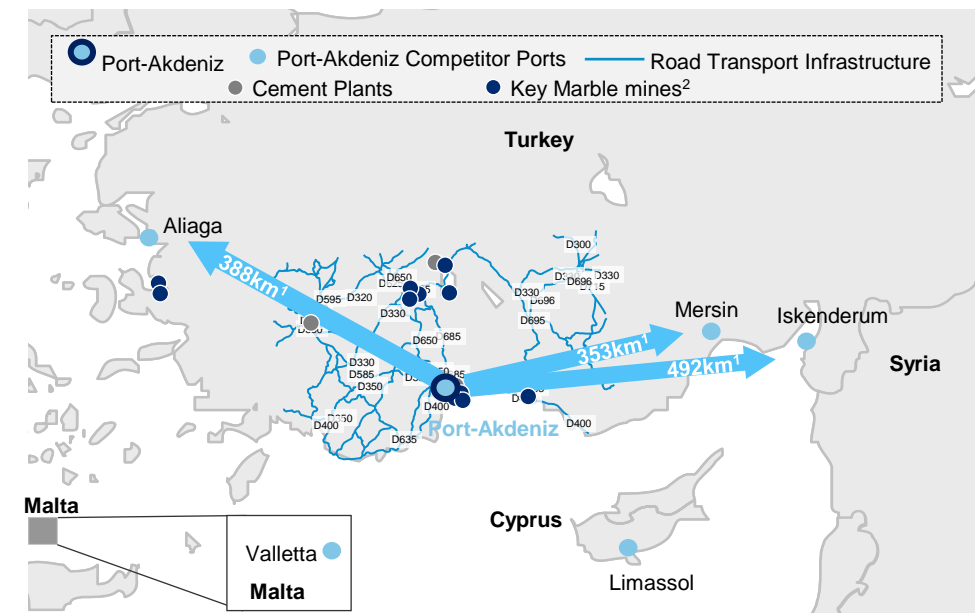 Port-Akdeniz
Port-Akdeniz Competitor Ports
Road Transport Infrastructure
Cement Plants
Key Marble mines²
Turkey
Aliaga
388km¹
D300
D650
D330
D696
D595
D320
D330
D696
D330
D695
D650
D685
Mersin
Iskenderum
353km¹
492km¹
Syria
D330
D585
D350
D400
D400
D400
D635
Port-Akdeniz
Malta
Cyprus
Valletta
Malta
Limassol